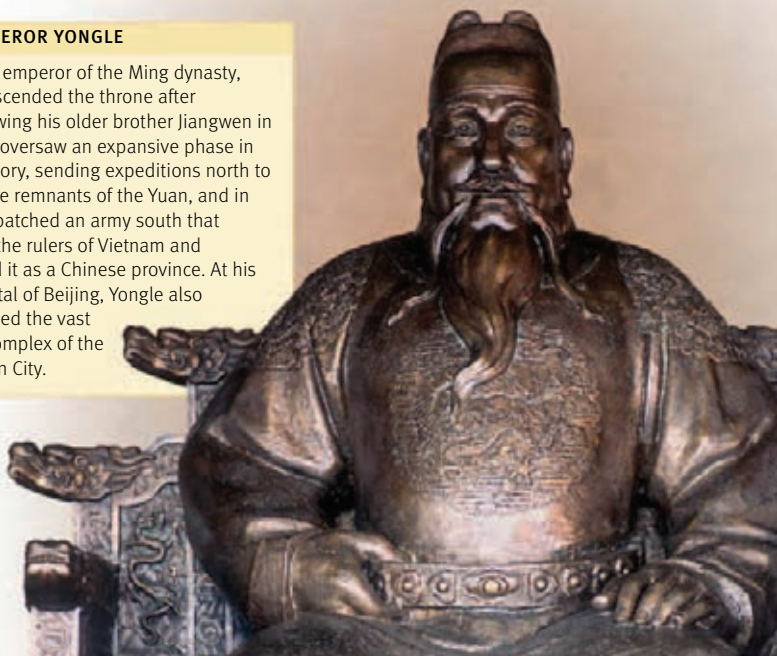 EROR YONGLE
emperor of the Ming dynasty,
scended the throne after
wing his older brother Jiangwen in
oversaw an expansive phase in
ory, sending expeditions north to
e remnants of the Yuan, and in
patched an army south that
the rulers of Vietnam and
d it as a Chinese province. At his
tal of Beijing, Yongle also
ed the vast
omplex of the
n City.